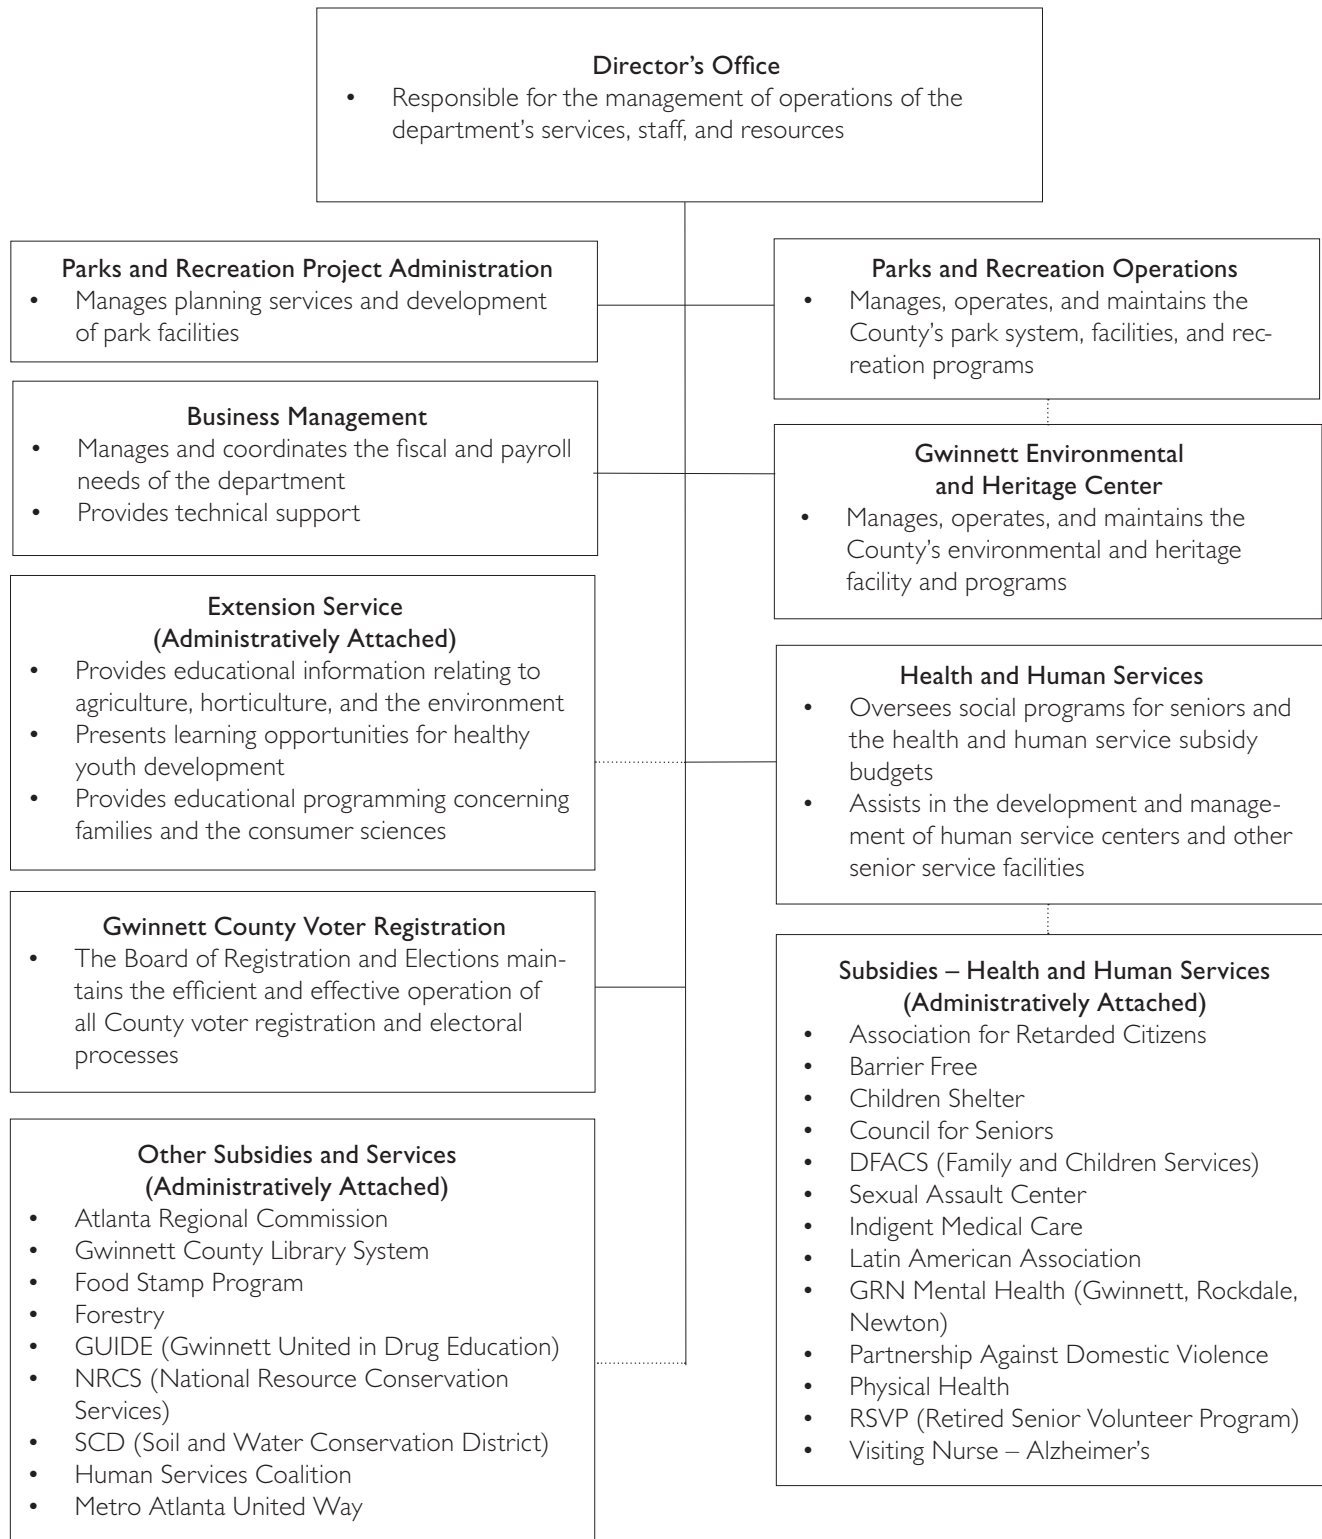 Director’s Office
• Responsible for the management of operations of the
department’s services, staff, and resources
Parks and Recreation Project Administration
• Manages planning services and development
of park facilities
Business Management
• Manages and coordinates the fiscal and payroll
needs of the department
• Provides technical support
Extension Service
(Administratively Attached)
• Provides educational information relating to
agriculture, horticulture, and the environment
• Presents learning opportunities for healthy
youth development
• Provides educational programming concerning
families and the consumer sciences
Gwinnett County Voter Registration
• The Board of Registration and Elections main-
tains the efficient and effective operation of
all County voter registration and electoral
processes
Other Subsidies and Services
(Administratively Attached)
• Atlanta Regional Commission
• Gwinnett County Library System
• Food Stamp Program
• Forestry
• GUIDE (Gwinnett United in Drug Education)
• NRCS (National Resource Conservation
Services)
• SCD (Soil and Water Conservation District)
• Human Services Coalition
• Metro Atlanta United Way
Parks and Recreation Operations
• Manages, operates, and maintains the
County’s park system, facilities, and rec-
reation programs
Gwinnett Environmental
and Heritage Center
• Manages, operates, and maintains the
County’s environmental and heritage
facility and programs
Health and Human Services
• Oversees social programs for seniors and
the health and human service subsidy
budgets
• Assists in the development and manage-
ment of human service centers and other
senior service facilities
Subsidies – Health and Human Services
(Administratively Attached)
• Association for Retarded Citizens
• Barrier Free
• Children Shelter
• Council for Seniors
• DFACS (Family and Children Services)
• Sexual Assault Center
• Indigent Medical Care
• Latin American Association
• GRN Mental Health (Gwinnett, Rockdale,
Newton)
• Partnership Against Domestic Violence
• Physical Health
• RSVP (Retired Senior Volunteer Program)
• Visiting Nurse – Alzheimer’s